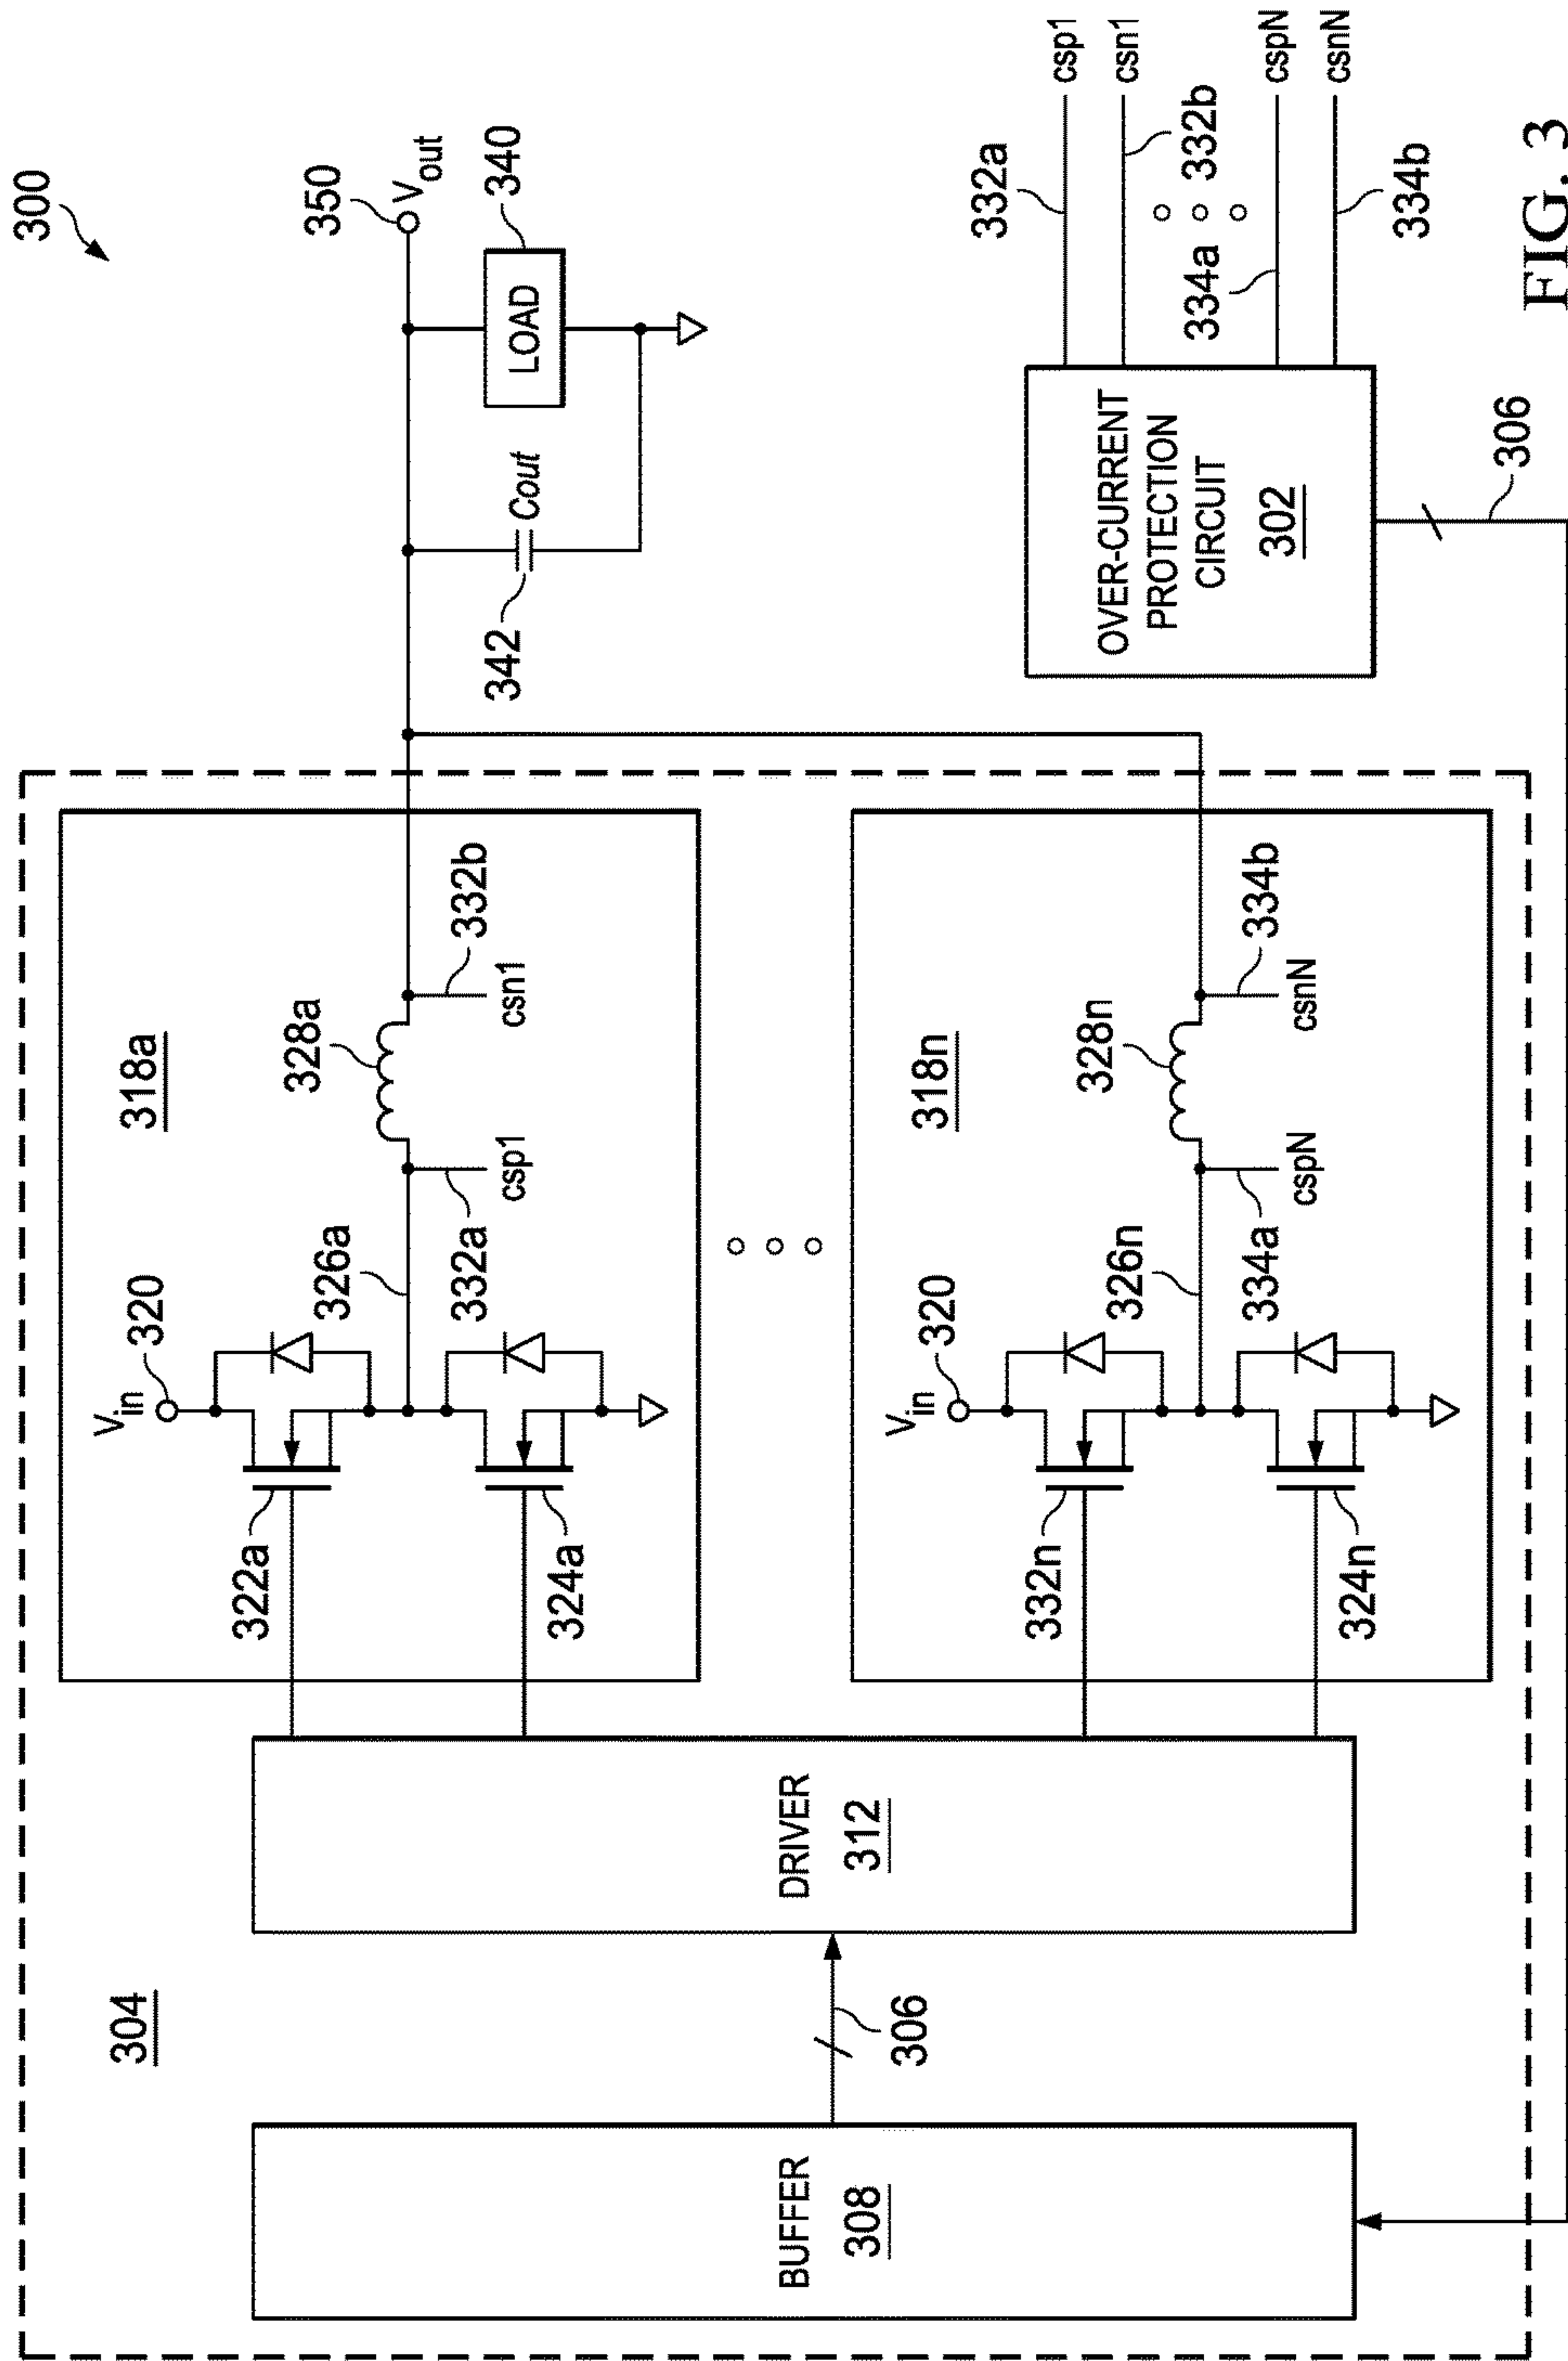 300
304
BUFFER
308
306
DRIVER
312
318a
Vin
320
322a
324a
326a
328a
332a
csp1
332b
csn1
318n
Vin
320
332n
324n
326n
328n
334a
cspN
334b
csnN
350
Vout
LOAD
340
342
Cout
OVER-CURRENT
PROTECTION
CIRCUIT
302
332a
csp1
csn1
332b
334a
cspN
csnN
334b
306
FIG. 3